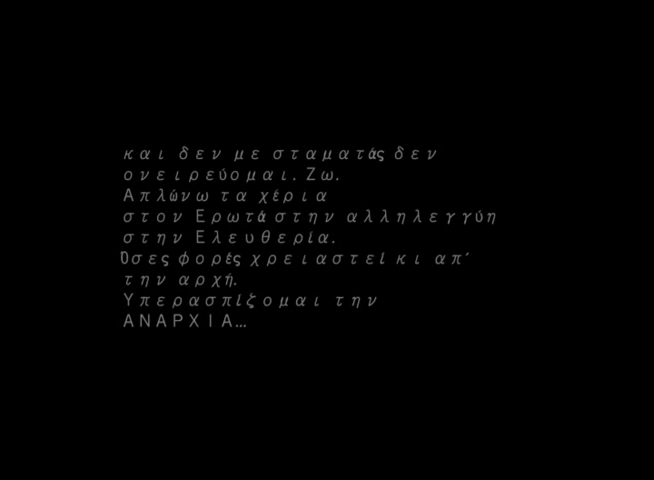 και δεν με σταματάς δεν
ονειρεύομαι. Ζω.
Απλώνω τα χέρια
στον Ερωτά στην αλληλεγγύη
στην Ελευθερία.
Όσες φορές χρειαστεί κι απ'
την αρχή.
Υπερασπίζομαι την
ΑΝΑΡΧΙΑ...